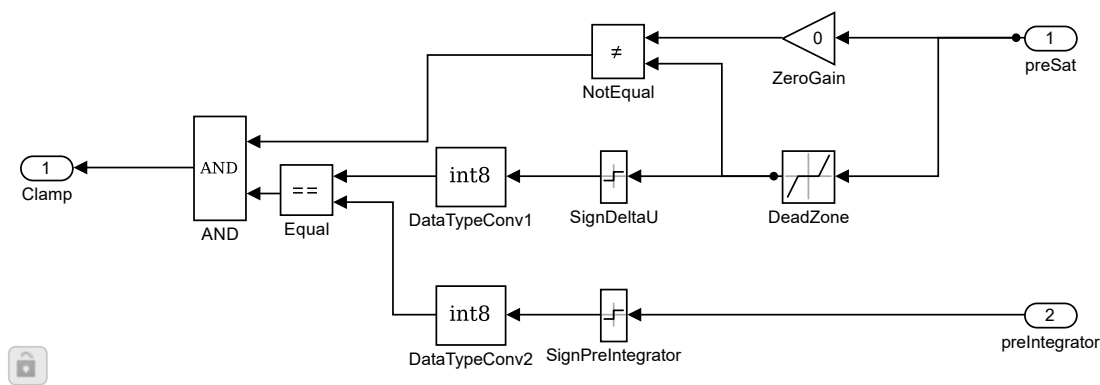 0
ZeroGain
1
preSat
≠
NotEqual
1
Clamp
AND
AND
==
Equal
int8
DataTypeConv1
SignDeltaU
DeadZone
int8
DataTypeConv2
SignPreIntegrator
2
preIntegrator